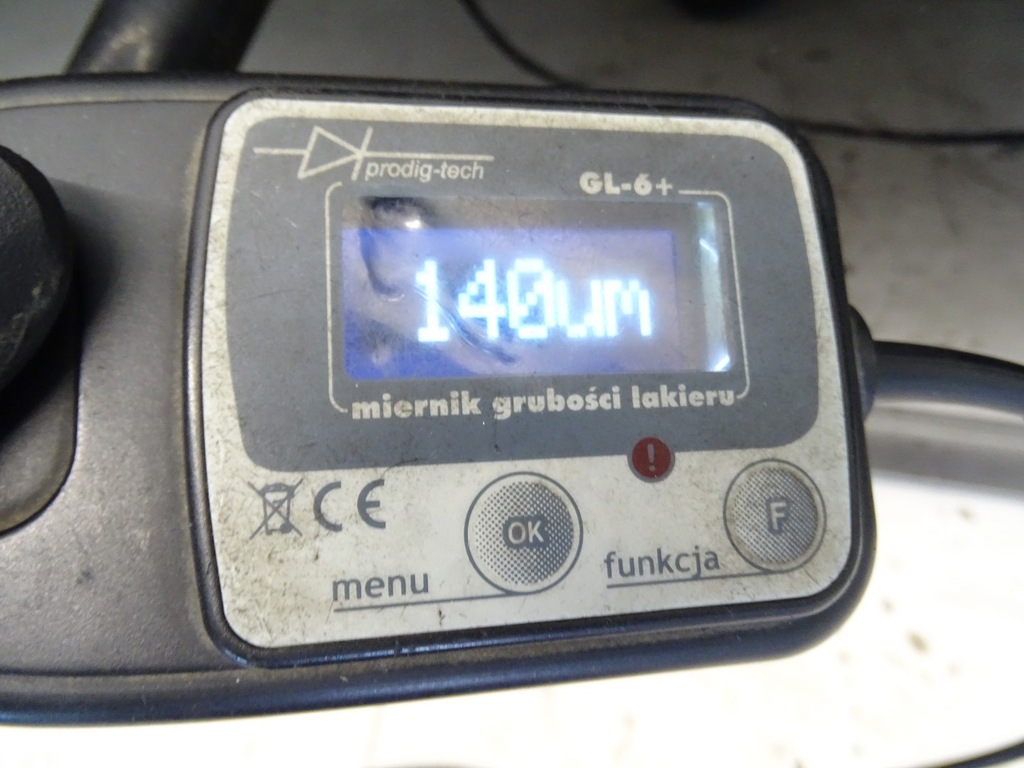 prodig-tech
GL-6+
140um
miernik grubości lakieru
!
CE
OK
F
menu
funkcja